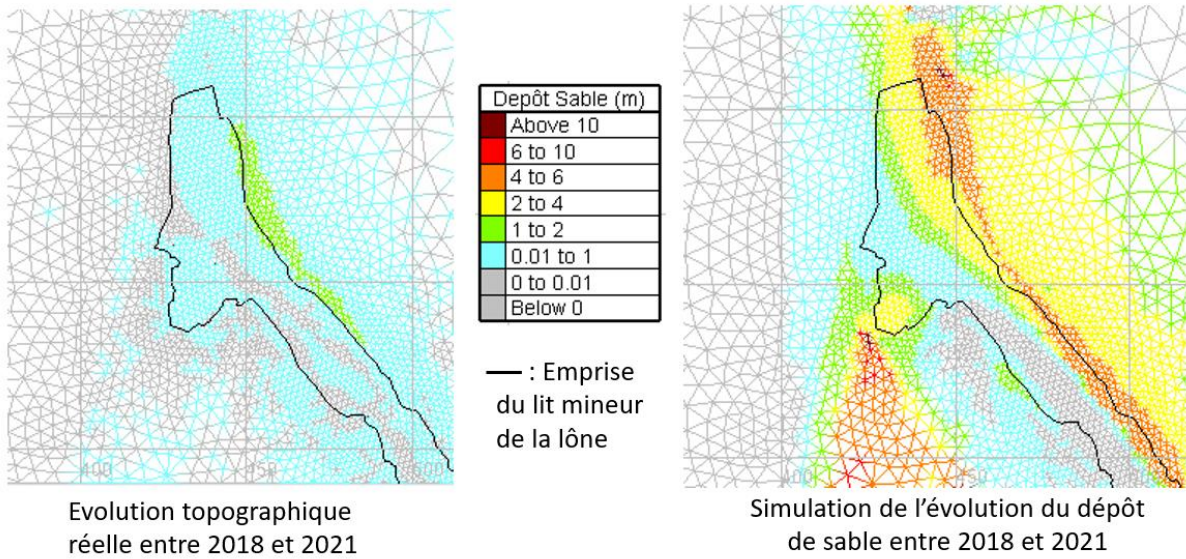 Depôt Sable (m)
Above 10
6 to 10
4 to 6
2 to 4
1 to 2
0.01 to 1
0 to 0.01
Below 0
: Emprise
du lit mineur
de la lône
Evolution topographique
réelle entre 2018 et 2021
Simulation de l’évolution du dépôt
de sable entre 2018 et 2021